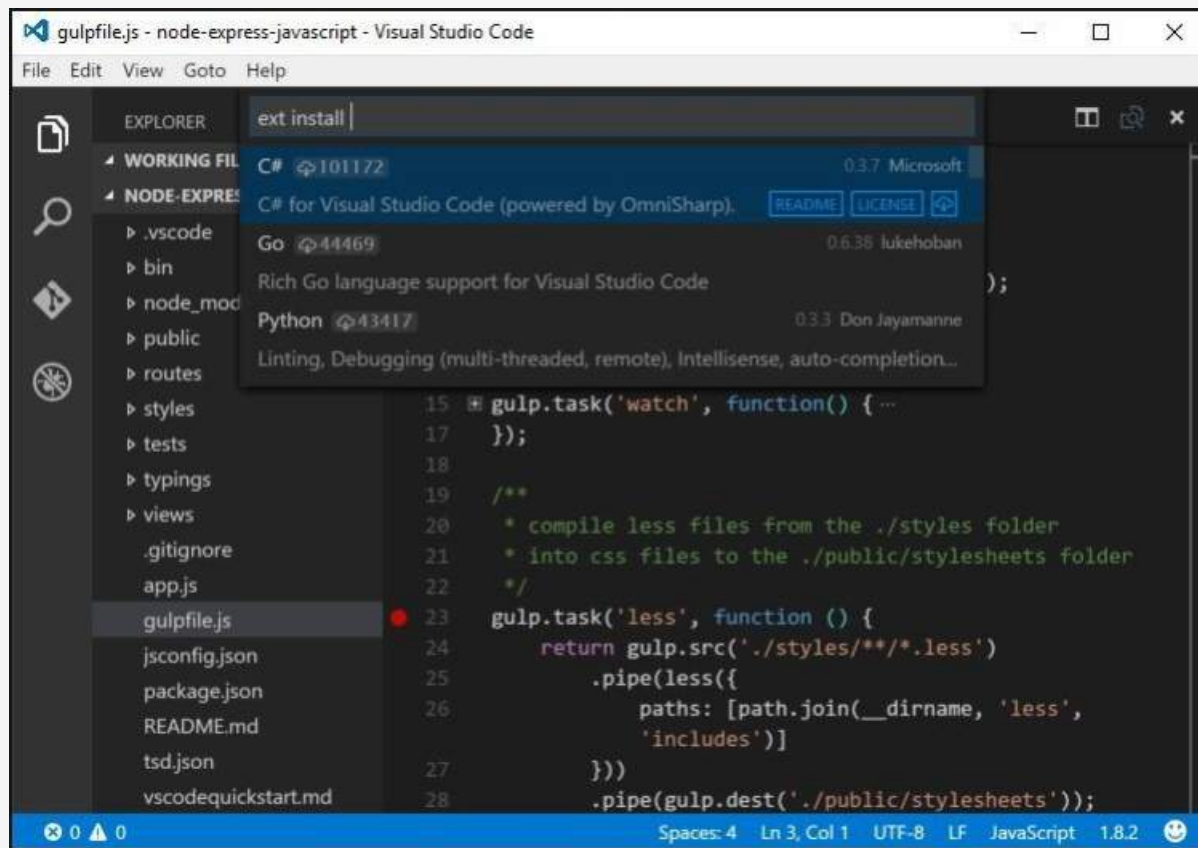 gulpfile.js - node-express-javascript - Visual Studio Code
File Edit View Goto Help
EXPLORER
ext install
WORKING FIL
NODE-EXPRES
C# 101172 0.3.7 Microsoft
C# for Visual Studio Code (powered by OmniSharp). README LICENSE
Go 44469 0.6.38 lukehoban
Rich Go language support for Visual Studio Code
Python 43417 0.3.3 Don Jayamanne
Linting, Debugging (multi-threaded, remote), Intellisense, auto-completion...
.vscode
bin
node_mod
public
routes
styles
tests
typings
views
.gitignore
app.js
gulpfile.js
jsconfig.json
package.json
README.md
tsd.json
vscodequickstart.md
);
15 gulp.task('watch', function() { ...
17 });
18
19 /**
20 * compile less files from the ./styles folder
21 * into css files to the ./public/stylesheets folder
22 */
23 gulp.task('less', function () {
24 return gulp.src('./styles/**/*.less')
25 .pipe(less({
26 paths: [path.join(__dirname, 'less',
'includes')]
27 }))
28 .pipe(gulp.dest('./public/stylesheets'));
0 0 Spaces: 4 Ln 3, Col 1 UTF-8 LF JavaScript 1.8.2